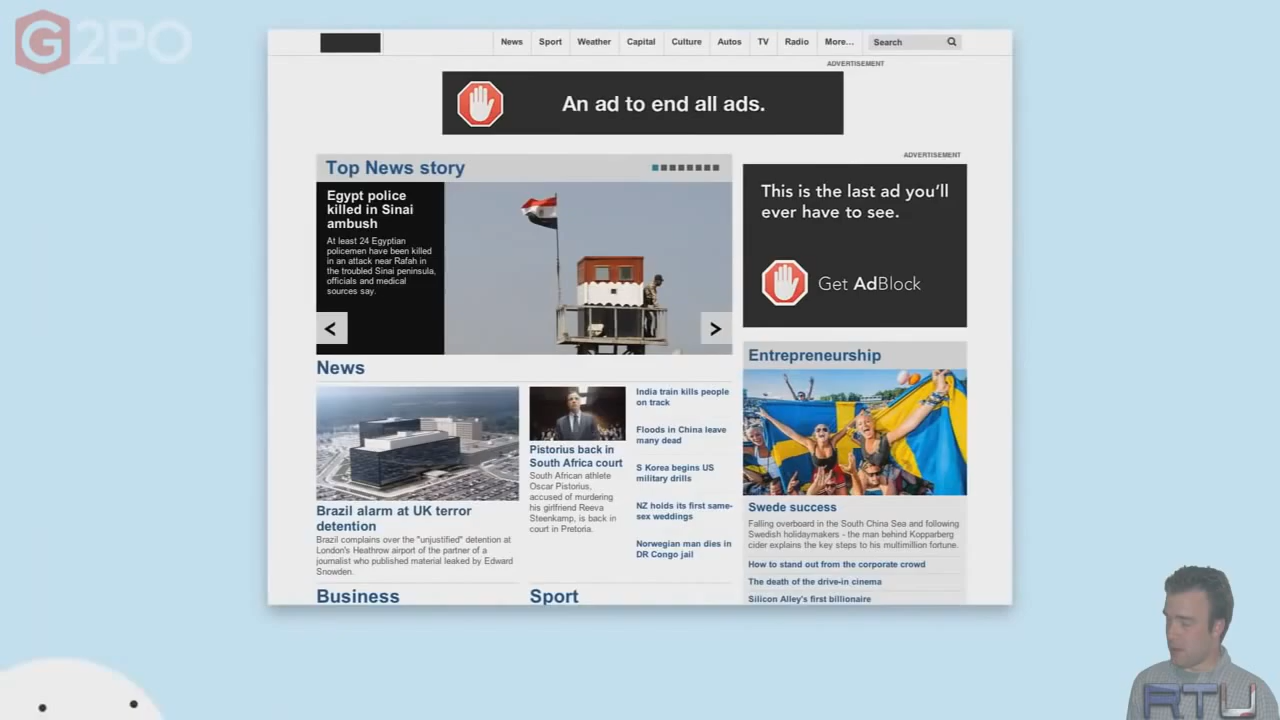 G2PO
News Sport Weather Capital Culture Autos TV Radio More... Search
ADVERTISEMENT
An ad to end all ads.
ADVERTISEMENT
Top News story
Egypt police
killed in Sinai
ambush
At least 24 Egyptian
policemen have been killed
in an attack near Rafah in
the troubled Sinai peninsula,
officials and medical
sources say.
<
>
This is the last ad you'll
ever have to see.
Get AdBlock
News
Brazil alarm at UK terror
detention
Brazil complains over the "unjustified" detention at
London's Heathrow airport of the partner of a
journalist who published material leaked by Edward
Snowden.
Pistorius back in
South Africa court
South African athlete
Oscar Pistorius,
accused of murdering
his girlfriend Reeva
Steenkamp, is back in
court in Pretoria.
India train kills people
on track
Floods in China leave
many dead
S Korea begins US
military drills
NZ holds its first same-
sex weddings
Norwegian man dies in
DR Congo jail
Entrepreneurship
Swede success
Falling overboard in the South China Sea and following
Swedish holidaymakers - the man behind Kopparberg
cider explains the key steps to his multimillion fortune.
How to stand out from the corporate crowd
The death of the drive-in cinema
Silicon Alley's first billionaire
Business
Sport
RTU